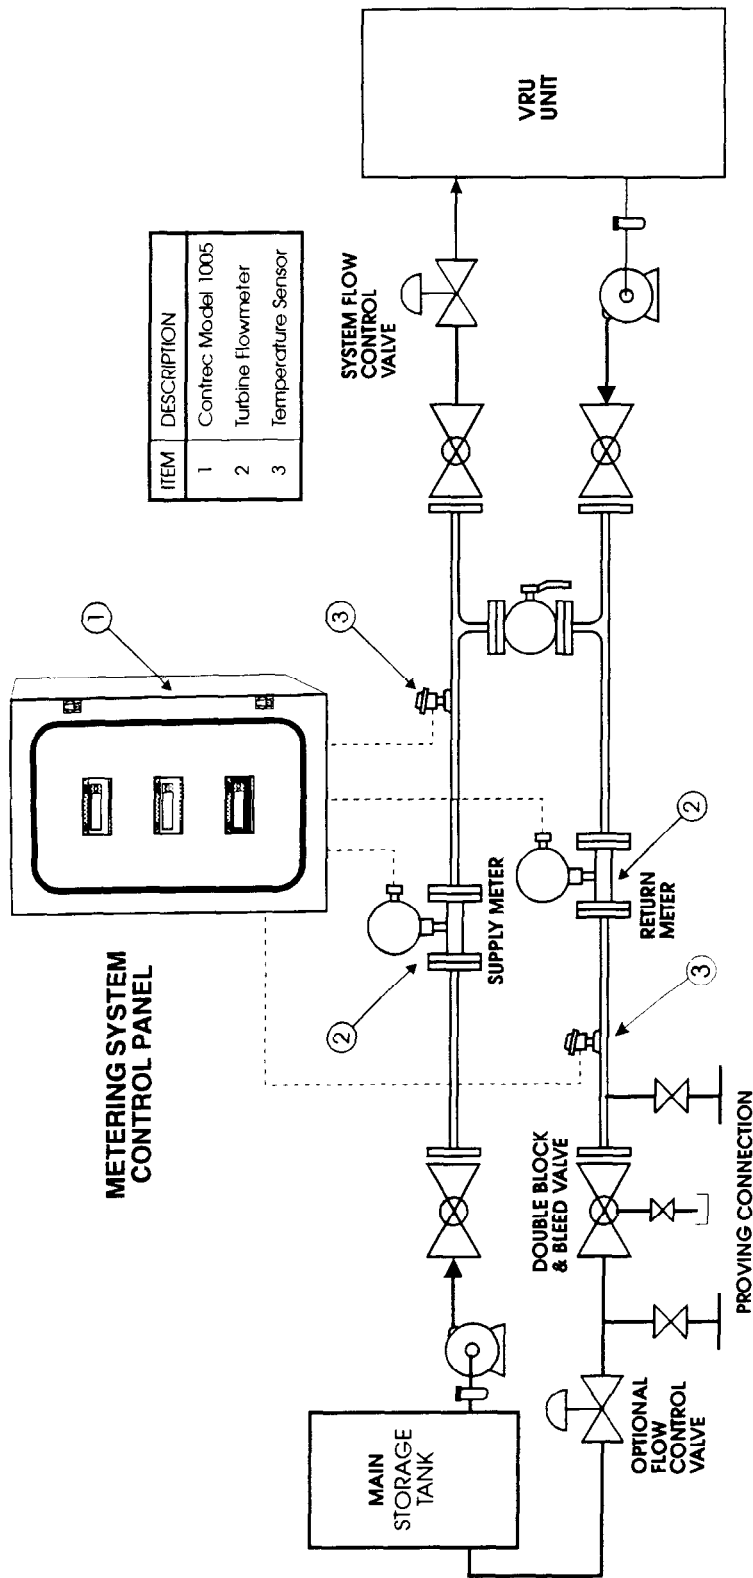 METERING SYSTEM
CONTROL PANEL
1
ITEM DESCRIPTION
1 Contrec Model 1005
2 Turbine Flowmeter
3 Temperature Sensor
3
2
SUPPLY METER
SYSTEM FLOW
CONTROL
VALVE
VRU
UNIT
MAIN
STORAGE
TANK
DOUBLE BLOCK
& BLEED VALVE
RETURN
METER
2
3
OPTIONAL
FLOW
CONTROL
VALVE
PROVING CONNECTION